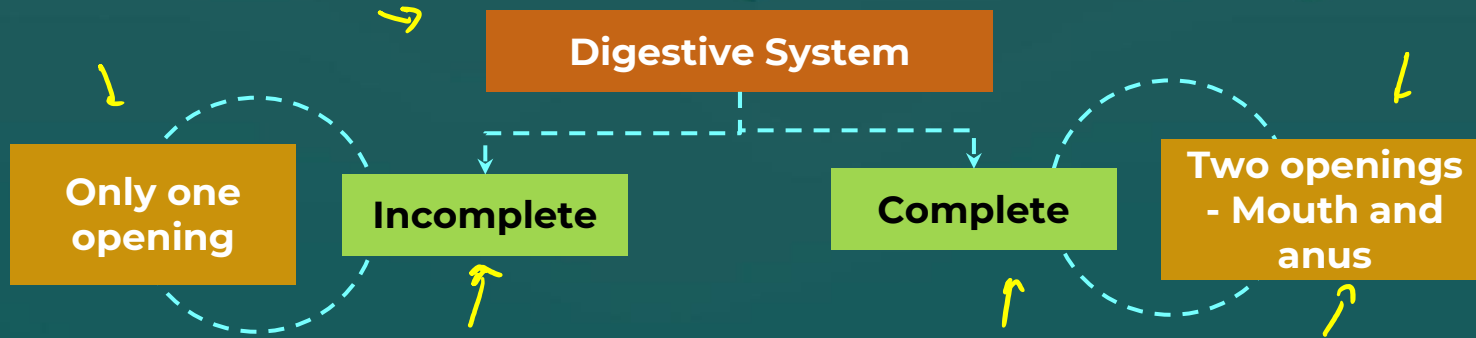 Digestive System
Only one
opening
Incomplete
Complete
Two openings
- Mouth and
anus